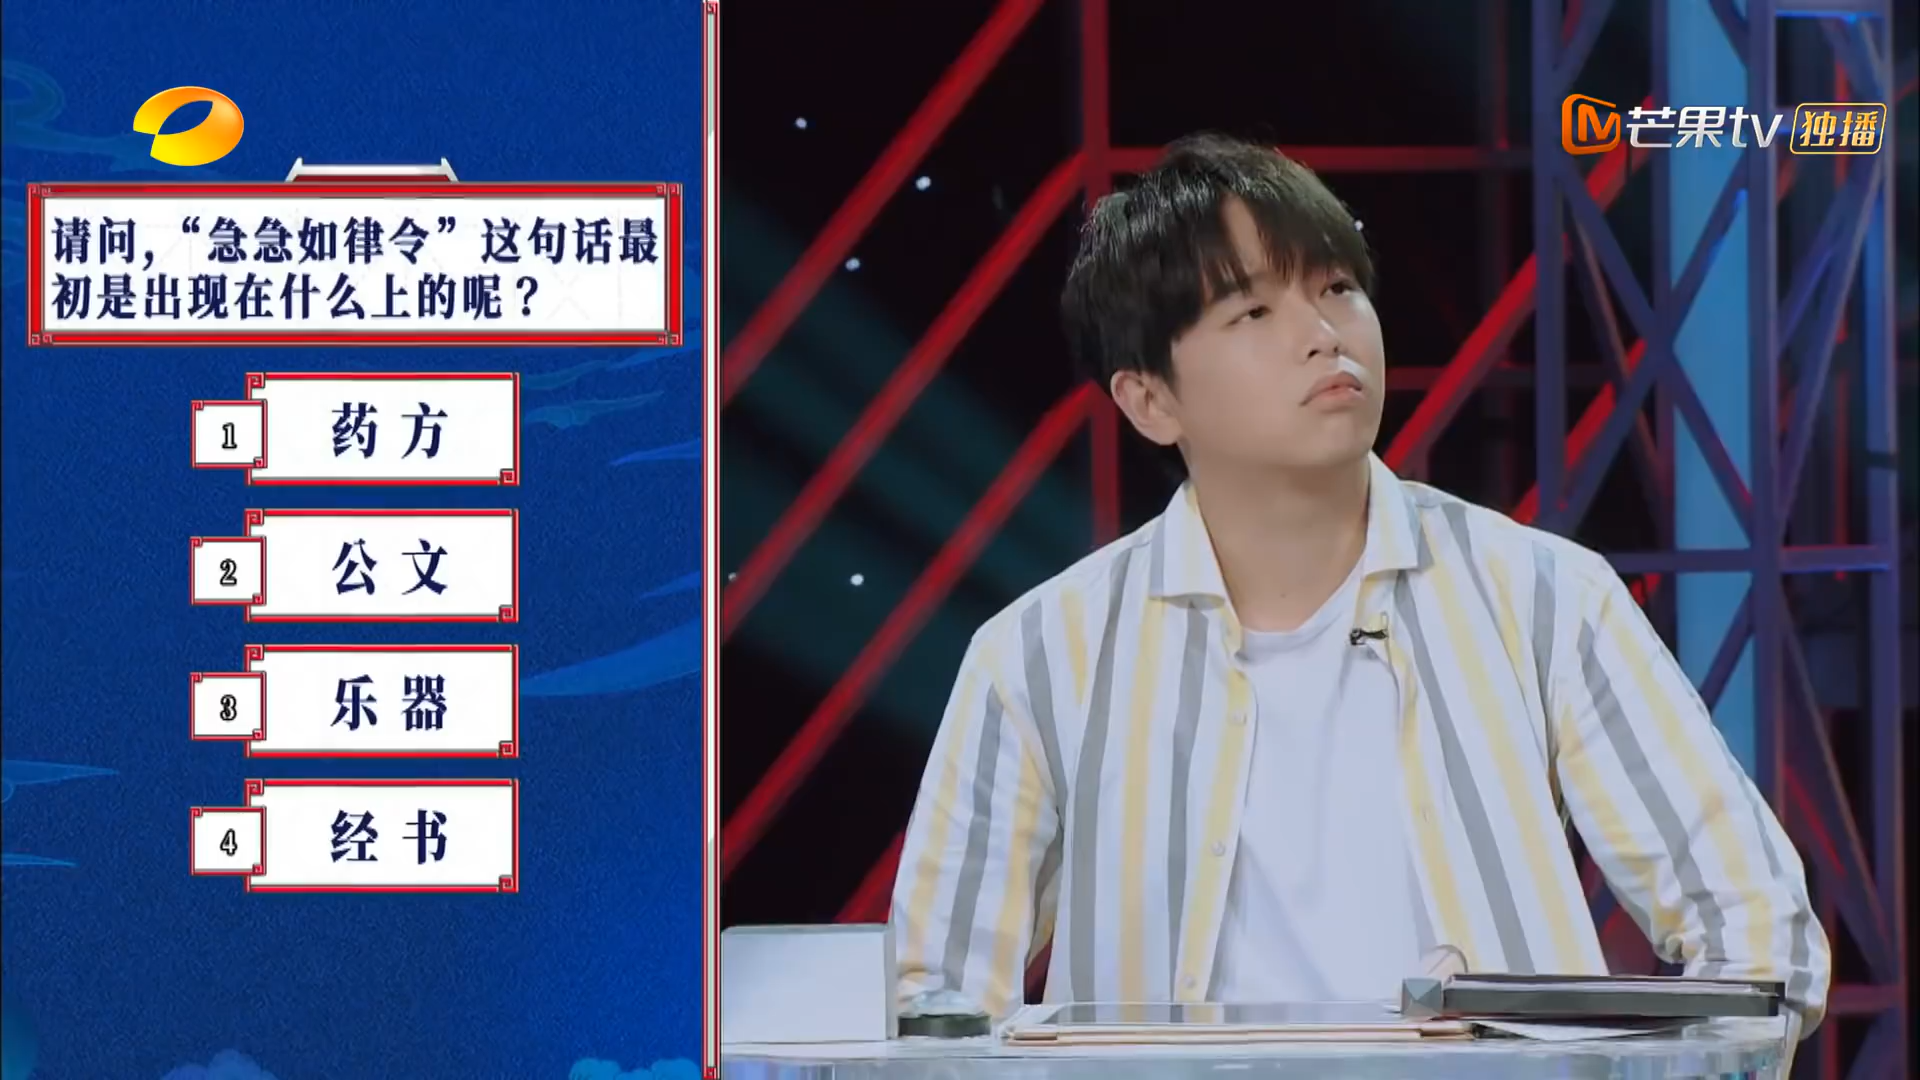 芒果tv 独播
请问，“急急如律令”这句话最
初是出现在什么上的呢？
1 药方
2 公文
3 乐器
4 经书